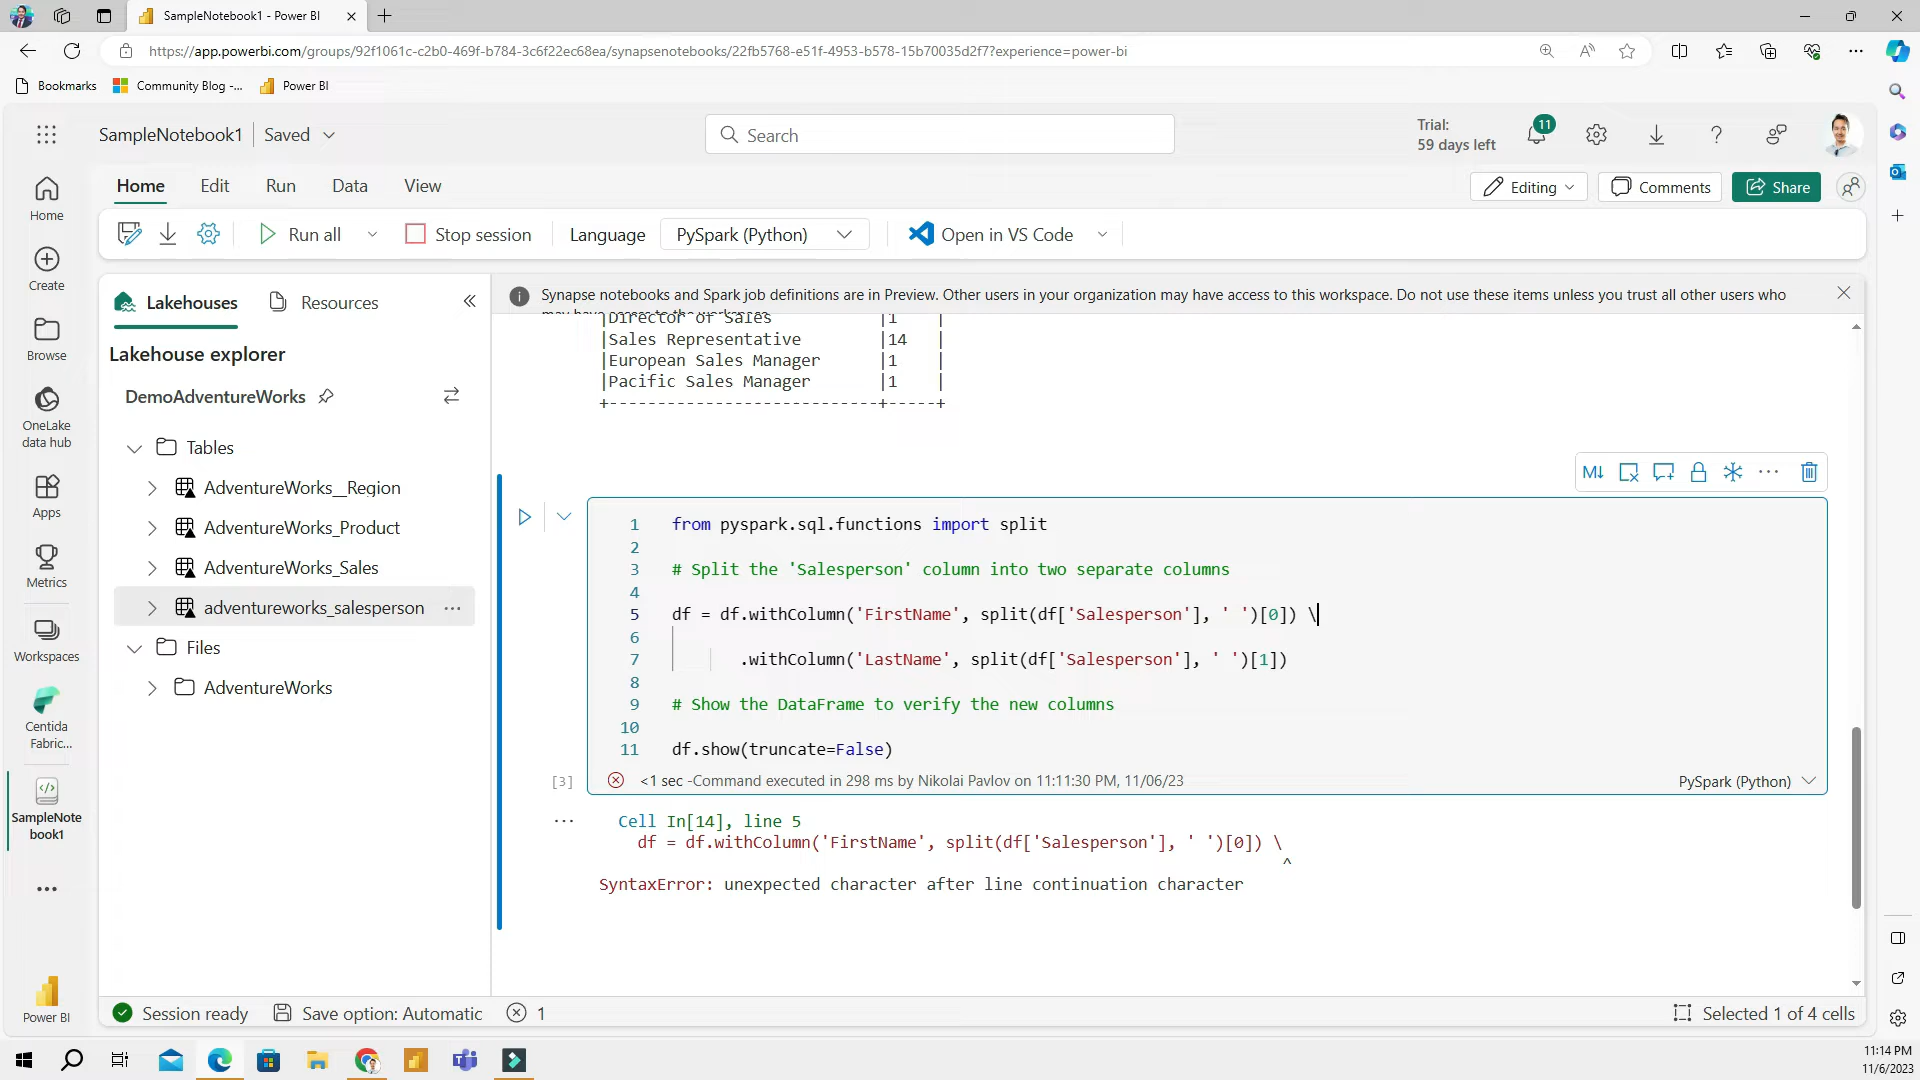 SampleNotebook1 - Power BI
https://app.powerbi.com/groups/92f1061c-c2b0-469f-b784-3c6f22ec68ea/synapsenotebooks/22fb5768-e51f-4953-b578-15b70035d2f7?experience=power-bi
Bookmarks
Community Blog -...
Power BI
SampleNotebook1
Saved
Search
Trial:
59 days left
11
Home
Edit
Run
Data
View
Editing
Comments
Share
Run all
Stop session
Language
PySpark (Python)
Open in VS Code
Home
Create
Browse
OneLake
data hub
Apps
Metrics
Workspaces
Centida
Fabric...
SampleNote
book1
Power BI
Lakehouses
Resources
Lakehouse explorer
DemoAdventureWorks
Tables
AdventureWorks__Region
AdventureWorks_Product
AdventureWorks_Sales
adventureworks_salesperson
Files
AdventureWorks
Synapse notebooks and Spark job definitions are in Preview. Other users in your organization may have access to this workspace. Do not use these items unless you trust all other users who
|Director of Sales |1 |
|Sales Representative |14 |
|European Sales Manager |1 |
|Pacific Sales Manager |1 |
+----------------------------+-----+
M↓
1 from pyspark.sql.functions import split
2
3 # Split the 'Salesperson' column into two separate columns
4
5 df = df.withColumn('FirstName', split(df['Salesperson'], ' ')[0]) \
6
7 .withColumn('LastName', split(df['Salesperson'], ' ')[1])
8
9 # Show the DataFrame to verify the new columns
10
11 df.show(truncate=False)
[3]
<1 sec -Command executed in 298 ms by Nikolai Pavlov on 11:11:30 PM, 11/06/23
PySpark (Python)
Cell In[14], line 5
df = df.withColumn('FirstName', split(df['Salesperson'], ' ')[0]) \
^
SyntaxError: unexpected character after line continuation character
Session ready
Save option: Automatic
1
Selected 1 of 4 cells
11:14 PM
11/6/2023